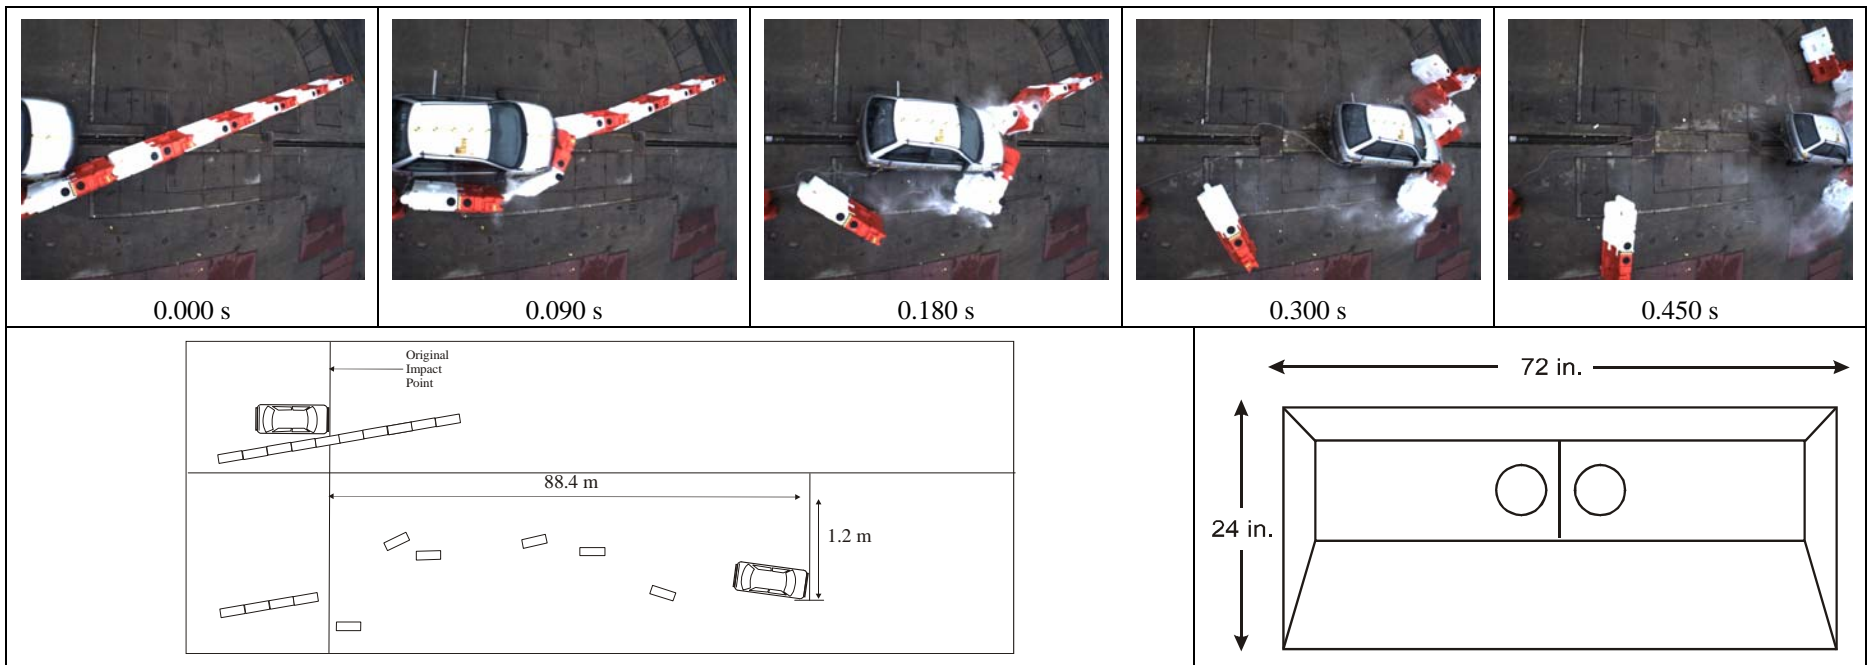 0.000 s
0.090 s
0.180 s
0.300 s
0.450 s
Original
Impact
Point
88.4 m
1.2 m
72 in.
24 in.